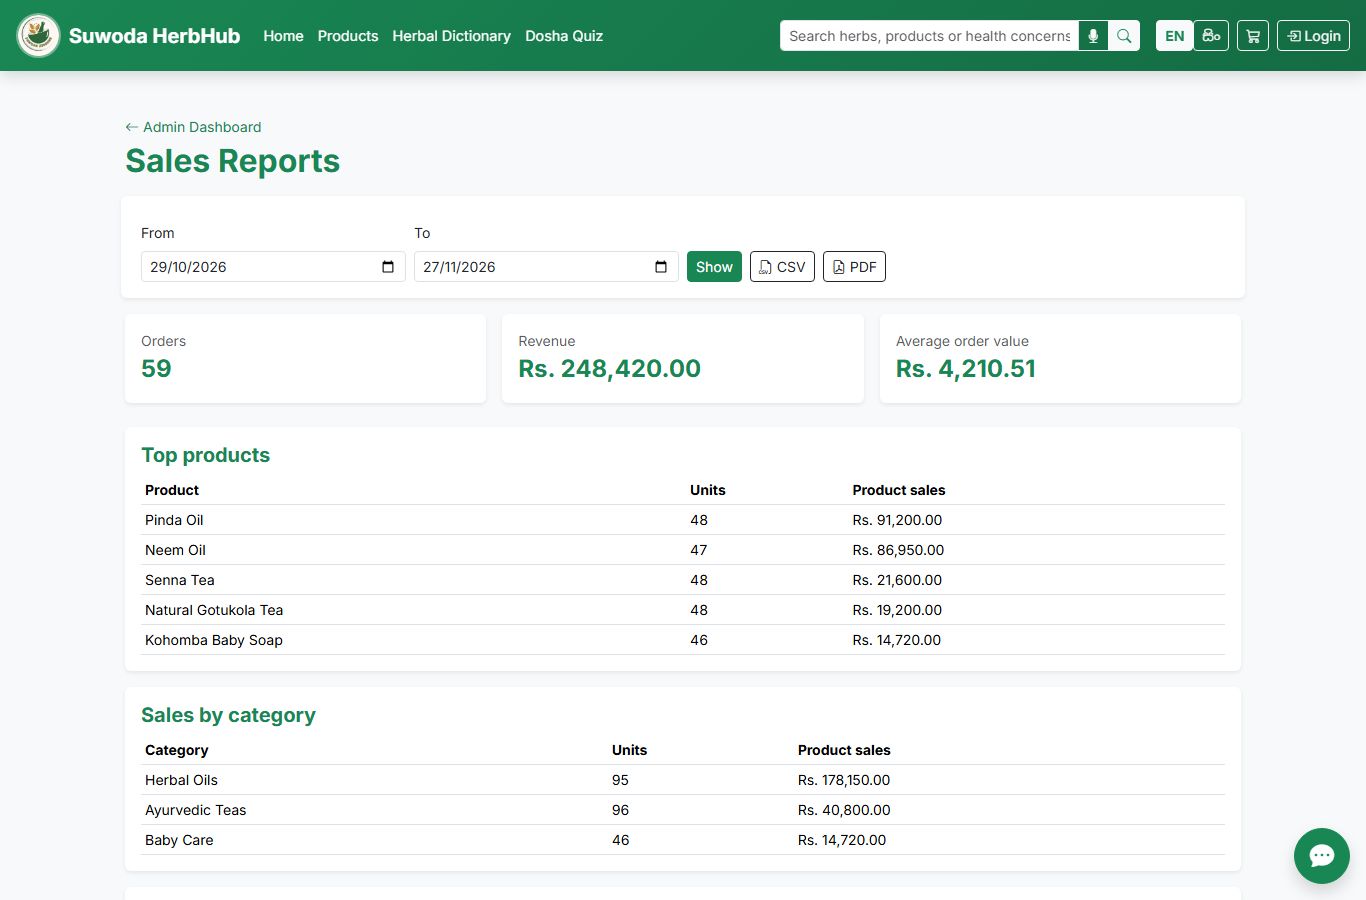 Suwoda HerbHub Home Products Herbal Dictionary Dosha Quiz Search herbs, products or health concerns EN සිං Login
← Admin Dashboard
Sales Reports
From To
29/10/2026 27/11/2026 Show CSV PDF
Orders Revenue Average order value
59 Rs. 248,420.00 Rs. 4,210.51
Top products
Product Units Product sales
Pinda Oil 48 Rs. 91,200.00
Neem Oil 47 Rs. 86,950.00
Senna Tea 48 Rs. 21,600.00
Natural Gotukola Tea 48 Rs. 19,200.00
Kohomba Baby Soap 46 Rs. 14,720.00
Sales by category
Category Units Product sales
Herbal Oils 95 Rs. 178,150.00
Ayurvedic Teas 96 Rs. 40,800.00
Baby Care 46 Rs. 14,720.00